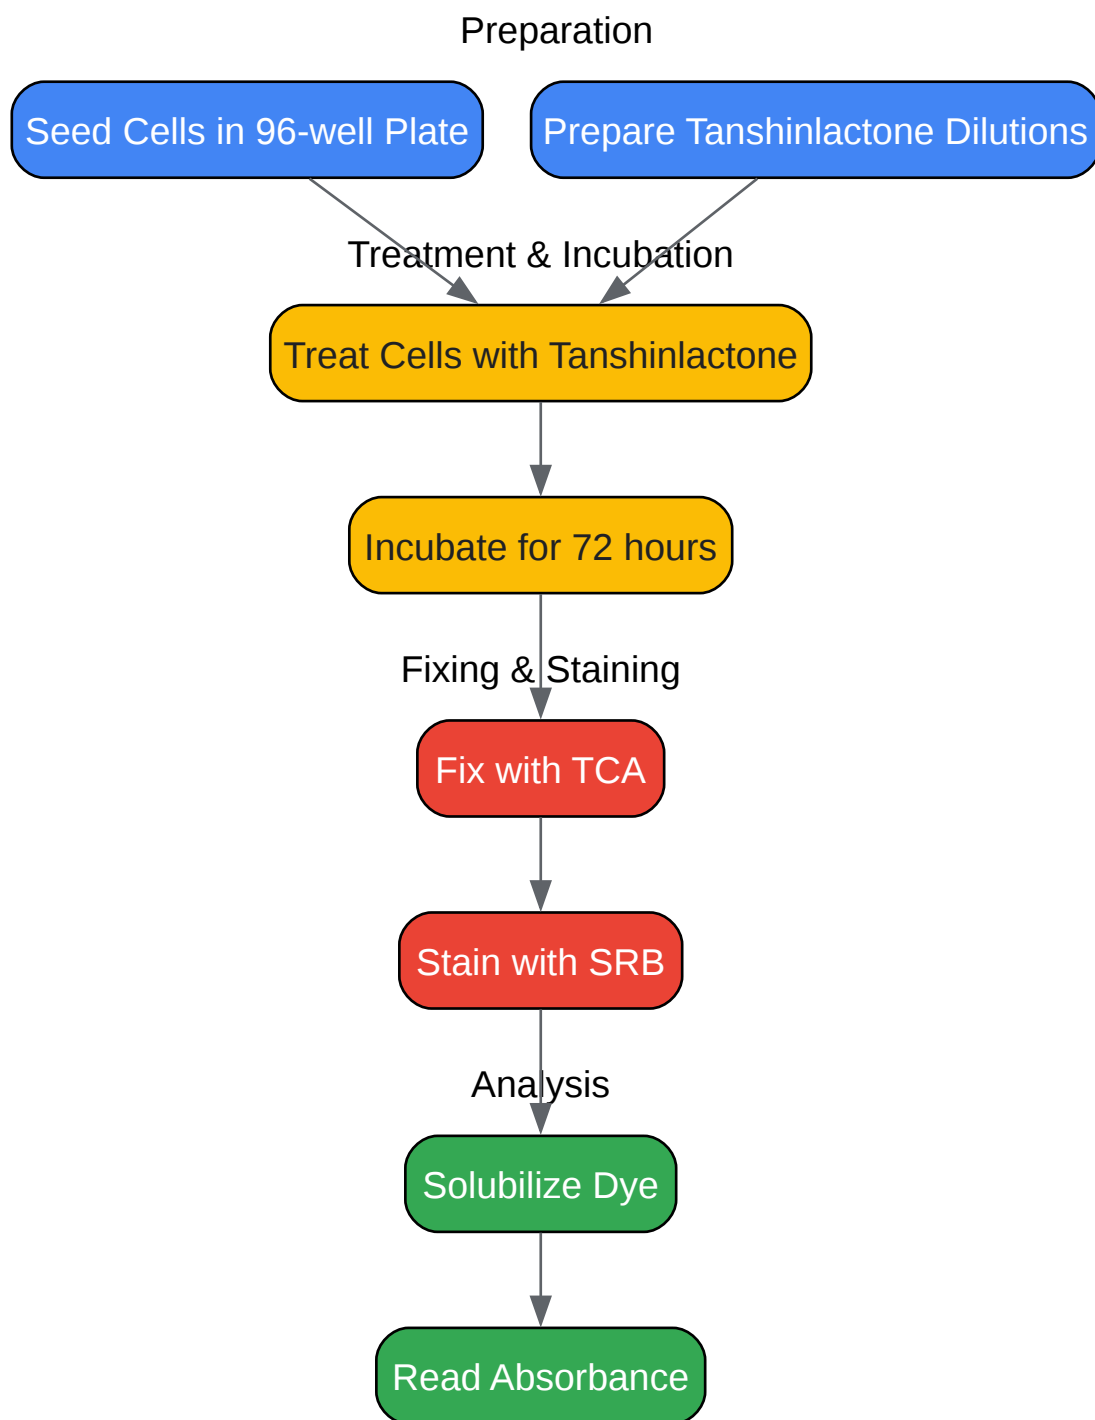 Preparation
Seed Cells in 96-well Plate
Prepare Tanshinlactone Dilutions
Treatment & Incubation
Treat Cells with Tanshinlactone
Incubate for 72 hours
Fixing & Staining
Fix with TCA
Stain with SRB
Analysis
Solubilize Dye
Read Absorbance